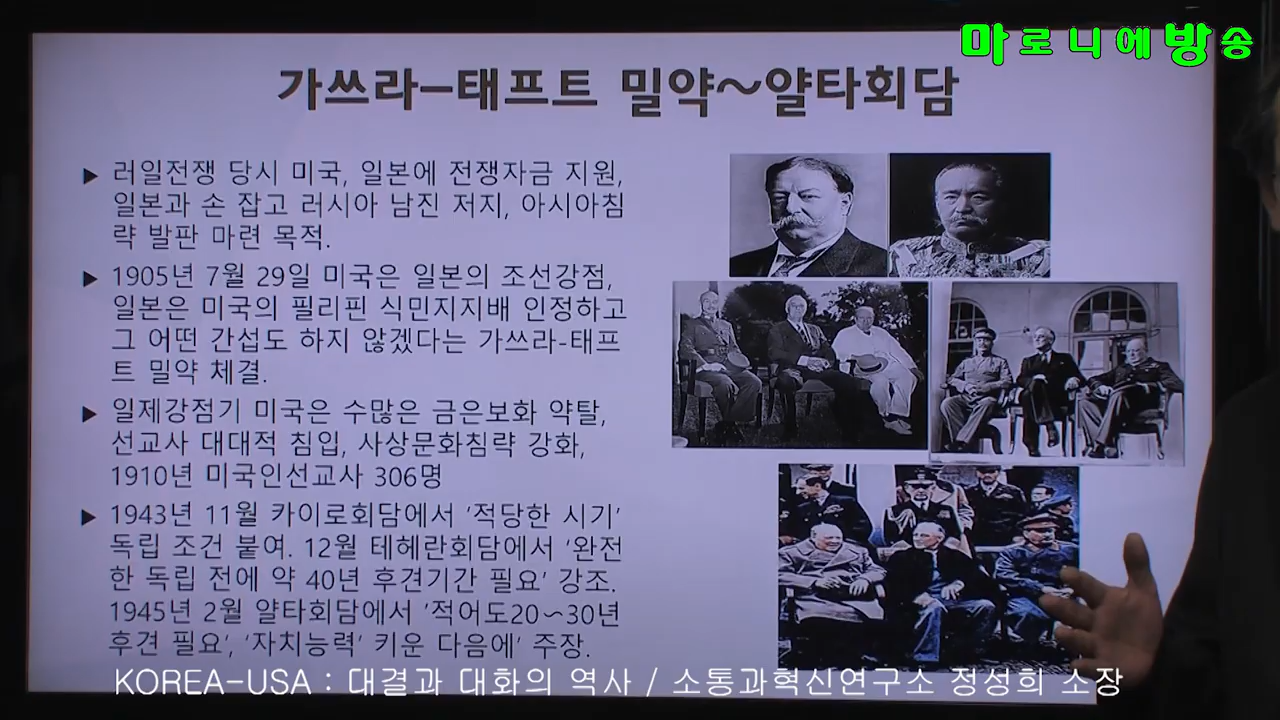 마로니에방송
가쓰라-태프트 밀약~얄타회담
▶ 러일전쟁 당시 미국, 일본에 전쟁자금 지원,
일본과 손 잡고 러시아 남진 저지, 아시아침
략 발판 마련 목적.
▶ 1905년 7월 29일 미국은 일본의 조선강점,
일본은 미국의 필리핀 식민지지배 인정하고
그 어떤 간섭도 하지 않겠다는 가쓰라-태프
트 밀약 체결.
▶ 일제강점기 미국은 수많은 금은보화 약탈,
선교사 대대적 침입, 사상문화침략 강화,
1910년 미국인선교사 306명
▶ 1943년 11월 카이로회담에서 '적당한 시기'
독립 조건 붙여. 12월 테헤란회담에서 '완전
한 독립 전에 약 40년 후견기간 필요' 강조.
1945년 2월 얄타회담에서 '적어도20~30년
후견 필요', '자치능력' 키운 다음에' 주장.
KOREA-USA : 대결과 대화의 역사 / 소통과혁신연구소 정성희 소장